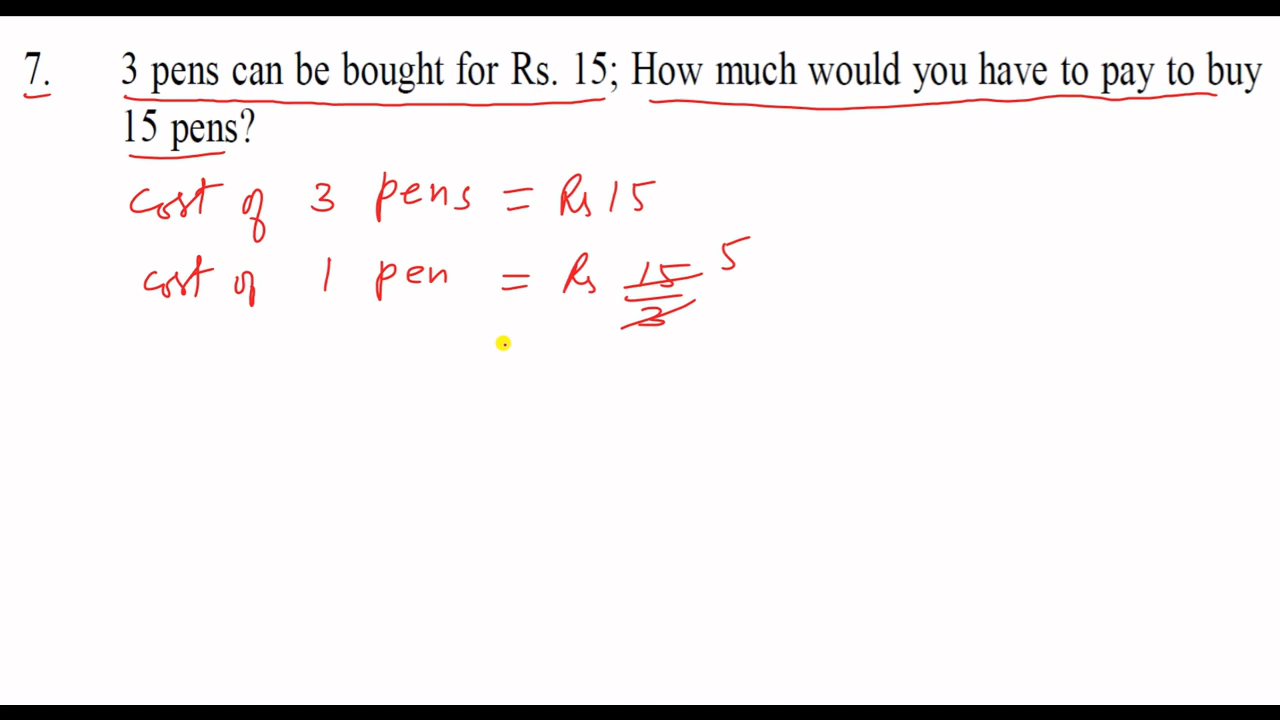 7. 3 pens can be bought for Rs. 15; How much would you have to pay to buy
15 pens?
cost of 3 pens = Rs 15
cost of 1 pen = Rs 15/3 5